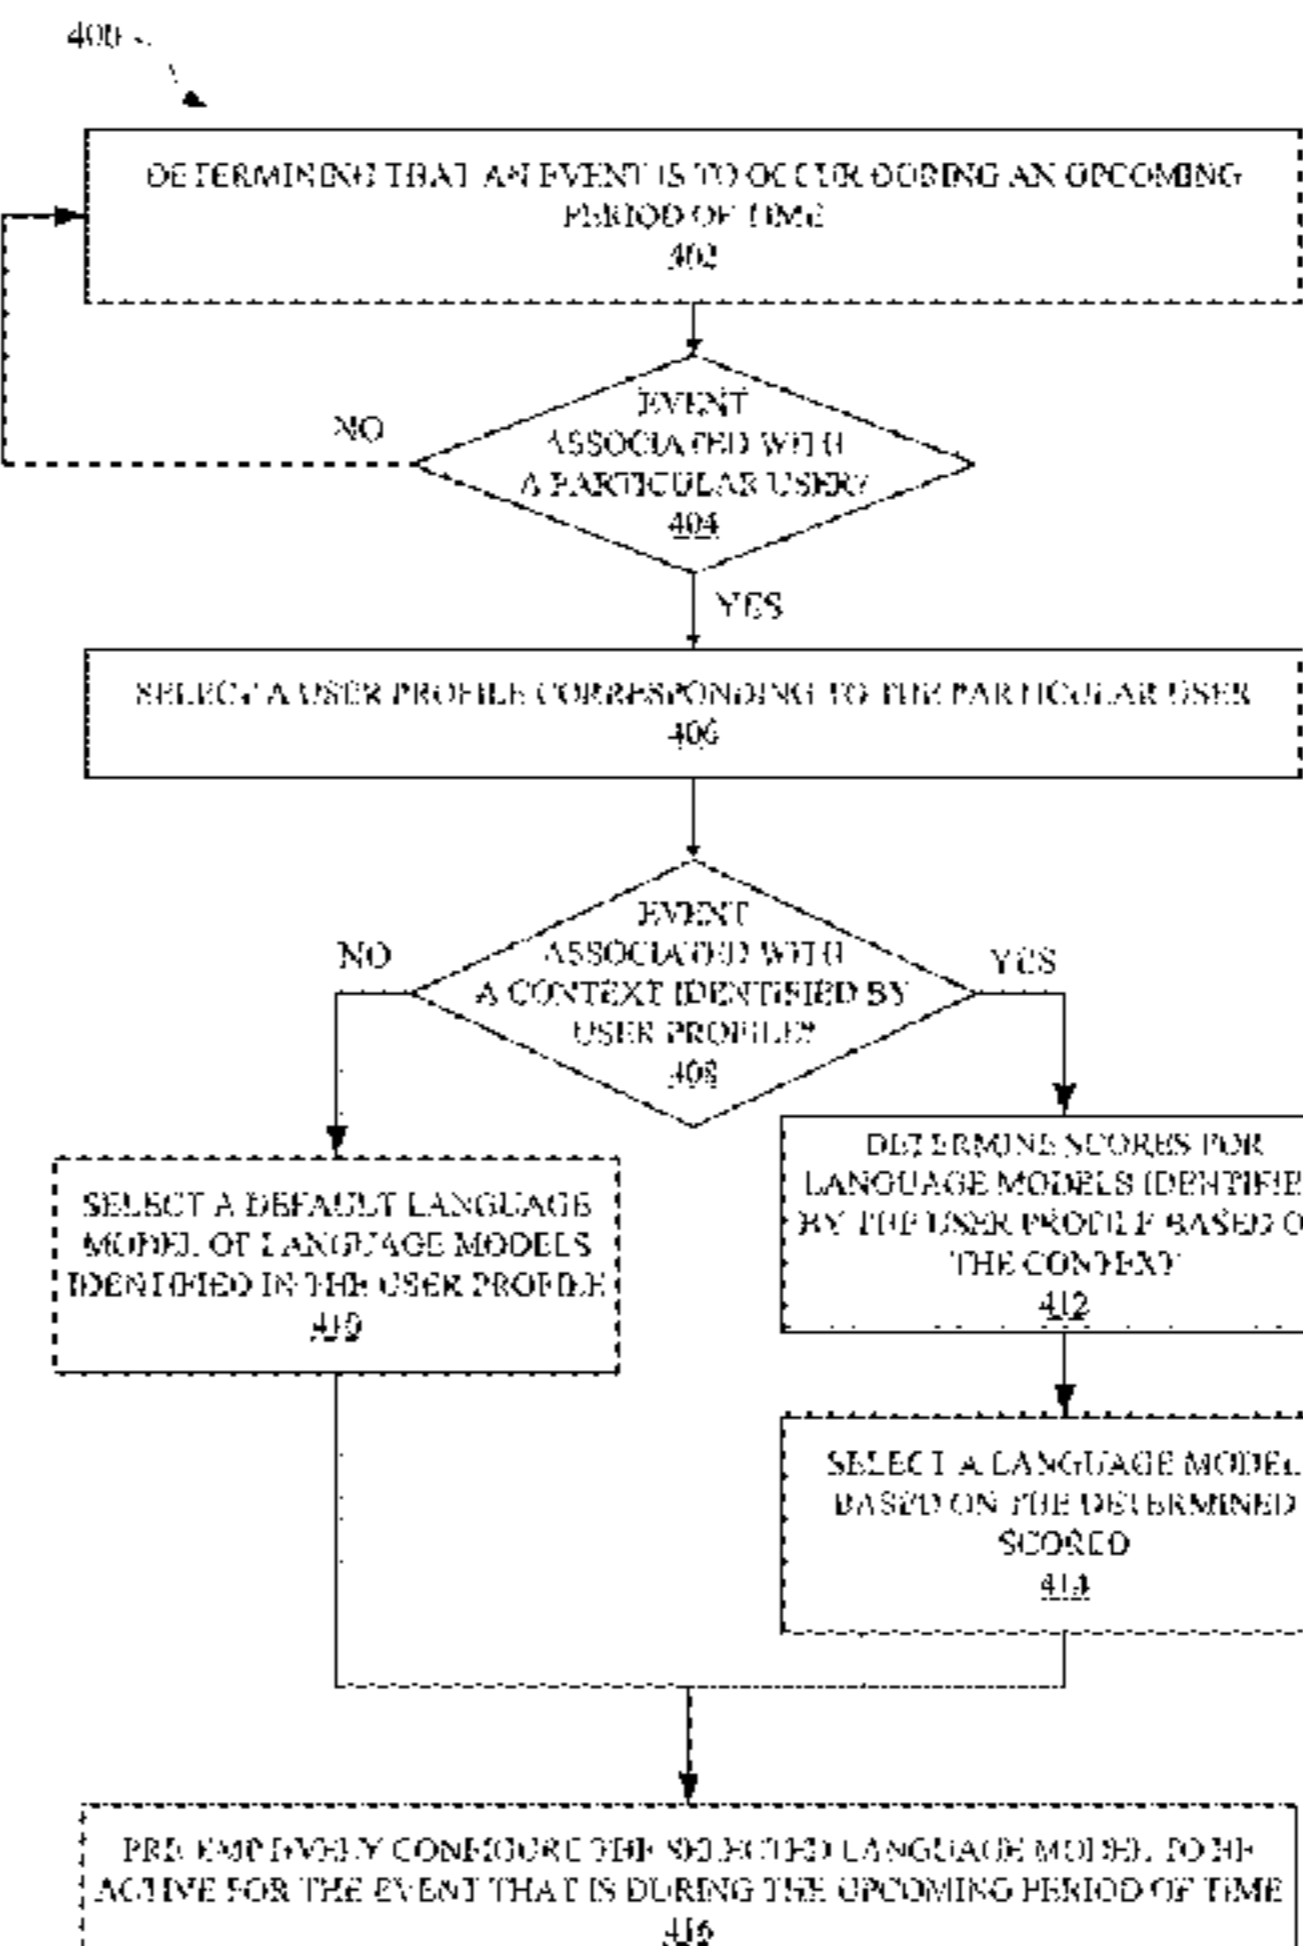 400
DETERMINING THAT AN EVENT IS TO OCCUR DURING AN UPCOMING
PERIOD OF TIME
402
EVENT
ASSOCIATED WITH
A PARTICULAR USER?
404
NO
YES
SELECT A USER PROFILE CORRESPONDING TO THE PARTICULAR USER
406
EVENT
ASSOCIATED WITH
A CONTEXT IDENTIFIED BY
USER PROFILE?
408
NO
YES
SELECT A DEFAULT LANGUAGE
MODEL OF LANGUAGE MODELS
IDENTIFIED IN THE USER PROFILE
410
DETERMINE SCORES FOR
LANGUAGE MODELS IDENTIFIE
BY THE USER PROFILE BASED O
THE CONTEXT
412
SELECT A LANGUAGE MODEL
BASED ON THE DETERMINED
SCORED
414
PRE-EMPTIVELY CONFIGURE THE SELECTED LANGUAGE MODEL TO BE
ACTIVE FOR THE EVENT THAT IS DURING THE UPCOMING PERIOD OF TIME
416